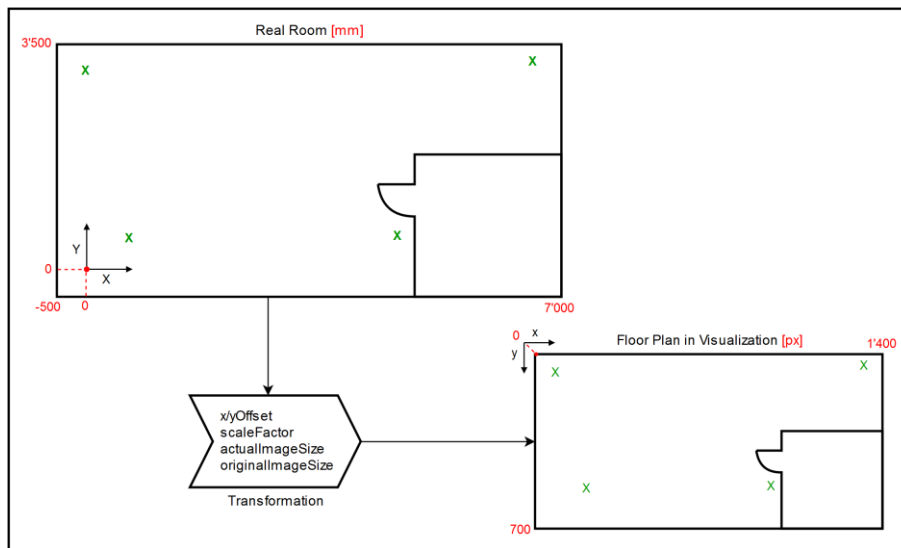 Real Room [mm]
3'500
X
X
X
X
Y
X
0
0
-500
7'000
0
x
y
Floor Plan in Visualization [px]
1'400
X
X
X
X
700
x/yOffset
scaleFactor
actualImageSize
originalImageSize
Transformation